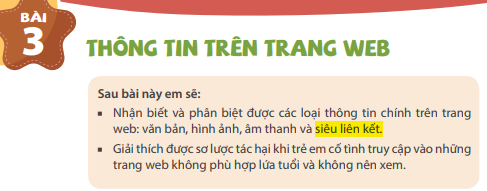 BÀI
3
THÔNG TIN TRÊN TRANG WEB
Sau bài này em sẽ:
▪ Nhận biết và phân biệt được các loại thông tin chính trên trang
web: văn bản, hình ảnh, âm thanh và siêu liên kết.
▪ Giải thích được sơ lược tác hại khi trẻ em cố tình truy cập vào những
trang web không phù hợp lứa tuổi và không nên xem.